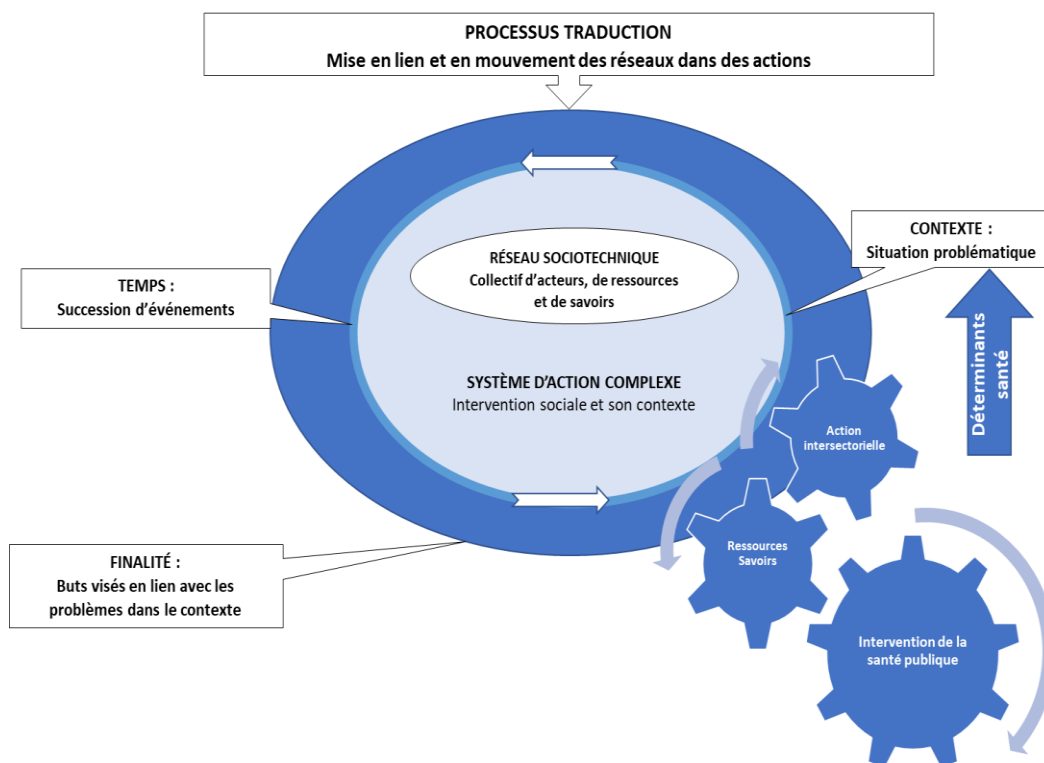 PROCESSUS TRADUCTION
Mise en lien et en mouvement des réseaux dans des actions
CONTEXTE :
Situation problématique
RÉSEAU SOCIOTECHNIQUE
Collectif d’acteurs, de ressources
et de savoirs
TEMPS :
Succession d’événements
SYSTÈME D’ACTION COMPLEXE
Intervention sociale et son contexte
Déterminants
santé
Action
intersectorielle
Ressources
Savoirs
FINALITÉ :
Buts visés en lien avec les
problèmes dans le contexte
Intervention de la
santé publique